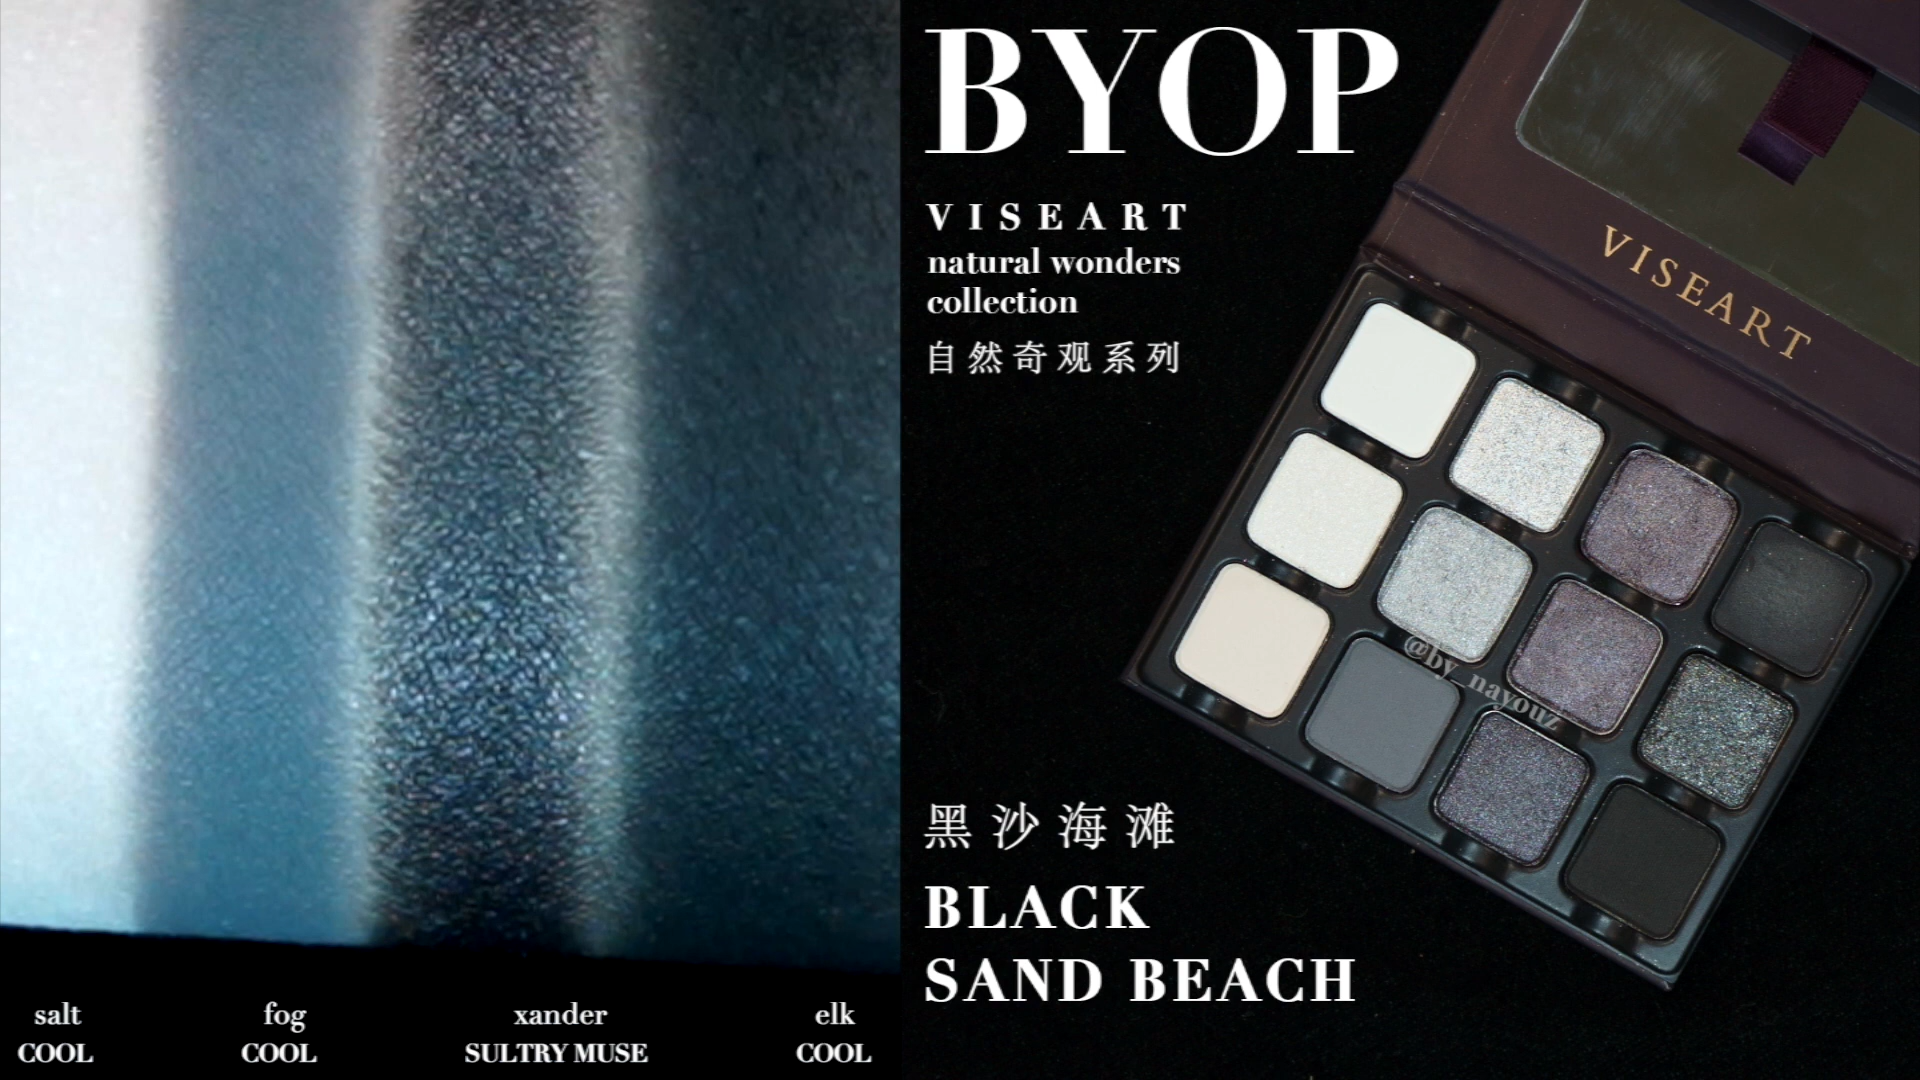 BYOP
VISEART
natural wonders
collection
自然奇观系列
VISEART
@by_nayouz
黑沙海滩
BLACK
SAND BEACH
salt
COOL
fog
COOL
xander
SULTRY MUSE
elk
COOL